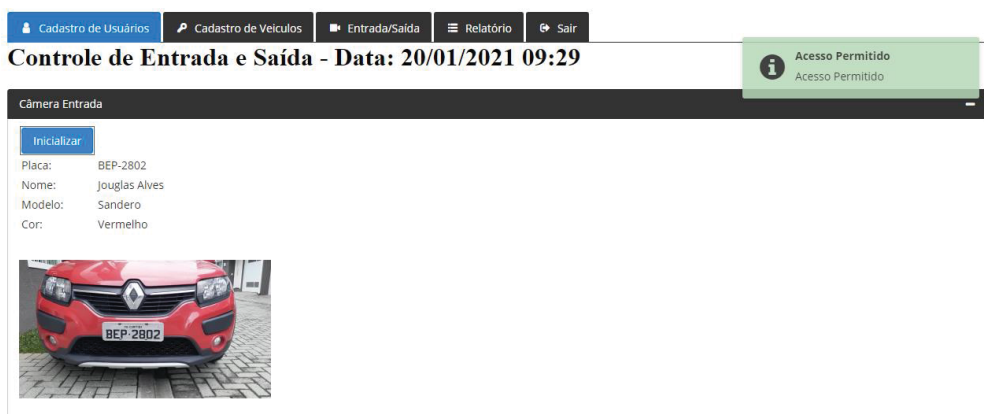 Cadastro de Usuários Cadastro de Veiculos Entrada/Saída Relatório Sair
Controle de Entrada e Saída - Data: 20/01/2021 09:29
Acesso Permitido
Acesso Permitido
Câmera Entrada
Inicializar
Placa: BEP-2802
Nome: Jouglas Alves
Modelo: Sandero
Cor: Vermelho
BEP-2802